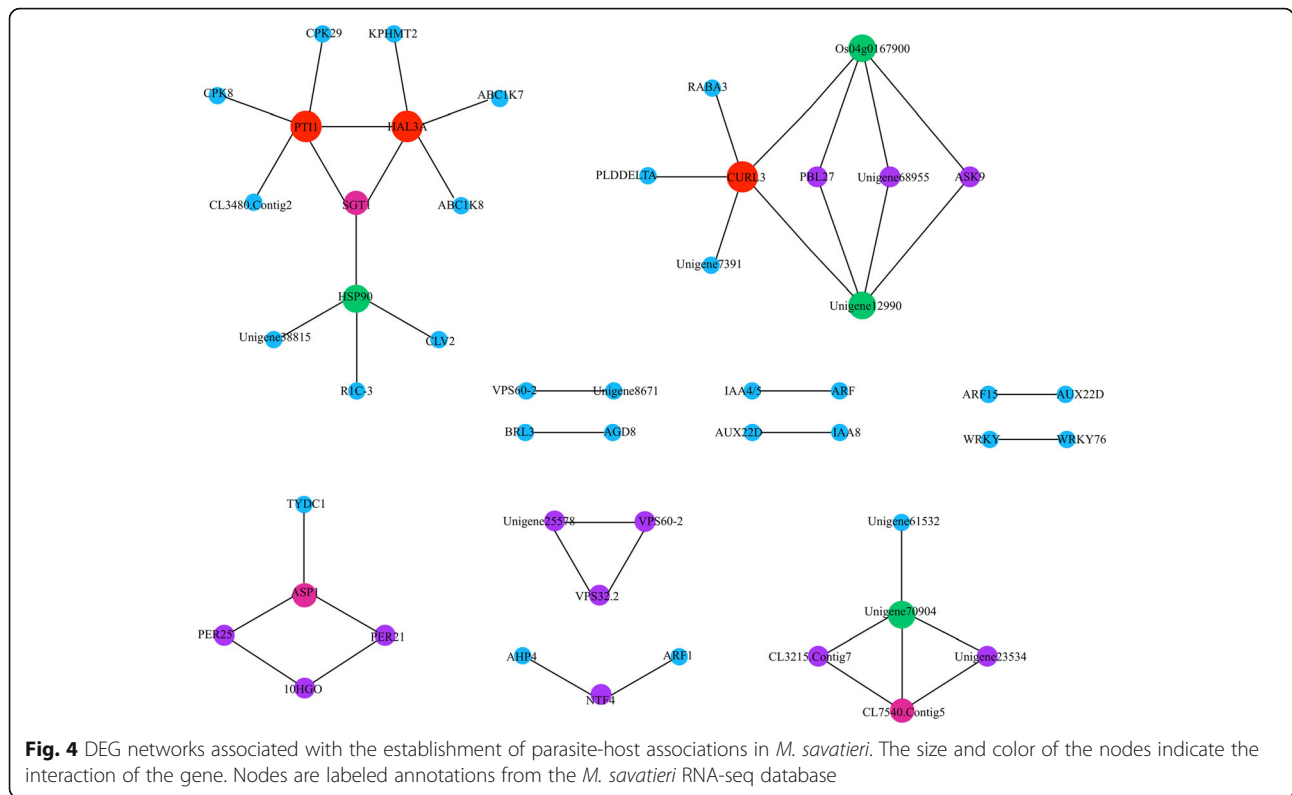 CPK29
KPHMT2
CPK8
ABC1K7
PTI1
HAL3A
CL3480.Contig2
SGT1
ABC1K8
HSP90
Unigene38815
CLV2
R1C-3
Os04g0167900
RABA3
PLDDELTA
CURL3
PBL27
Unigene68955
ASK9
Unigene7391
Unigene12990
VPS60-2
Unigene8671
IAA4/5
ARF
ARF15
AUX22D
BRL3
AGD8
AUX22D
IAA8
WRKY
WRKY76
TYDC1
ASP1
PER25
PER21
10HGO
Unigene25578
VPS60-2
VPS32.2
AHP4
ARF1
NTF4
Unigene61532
Unigene70904
CL3215.Contig7
Unigene23534
CL7540.Contig5
Fig. 4 DEG networks associated with the establishment of parasite-host associations in M. savatieri. The size and color of the nodes indicate the
interaction of the gene. Nodes are labeled annotations from the M. savatieri RNA-seq database